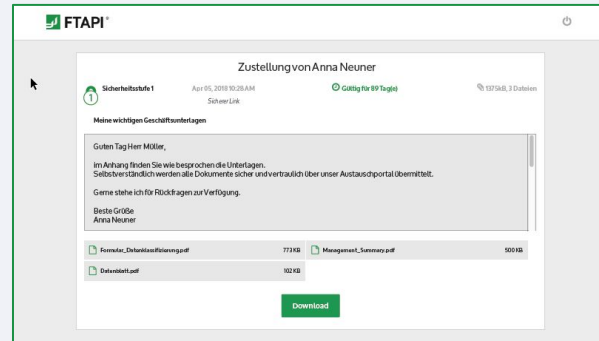 FTAPI®
Zustellung von Anna Neuner
1
Sicherheitsstufe 1
Apr 05, 2018 10:28 AM
Sicherer Link
Gültig für 89 Tag(e)
1375kB, 3 Dateien
Meine wichtigen Geschäftsunterlagen
Guten Tag Herr Müller,
im Anhang finden Sie wie besprochen die Unterlagen.
Selbstverständlich werden alle Dokumente sicher und vertraulich über unser Austauschportal übermittelt.
Gerne stehe ich für Rückfragen zur Verfügung.
Beste Grüße
Anna Neuner
Formular_Datenklassifizierung.pdf 773 KB
Management_Summary.pdf 500 KB
Datenblatt.pdf 102 KB
Download